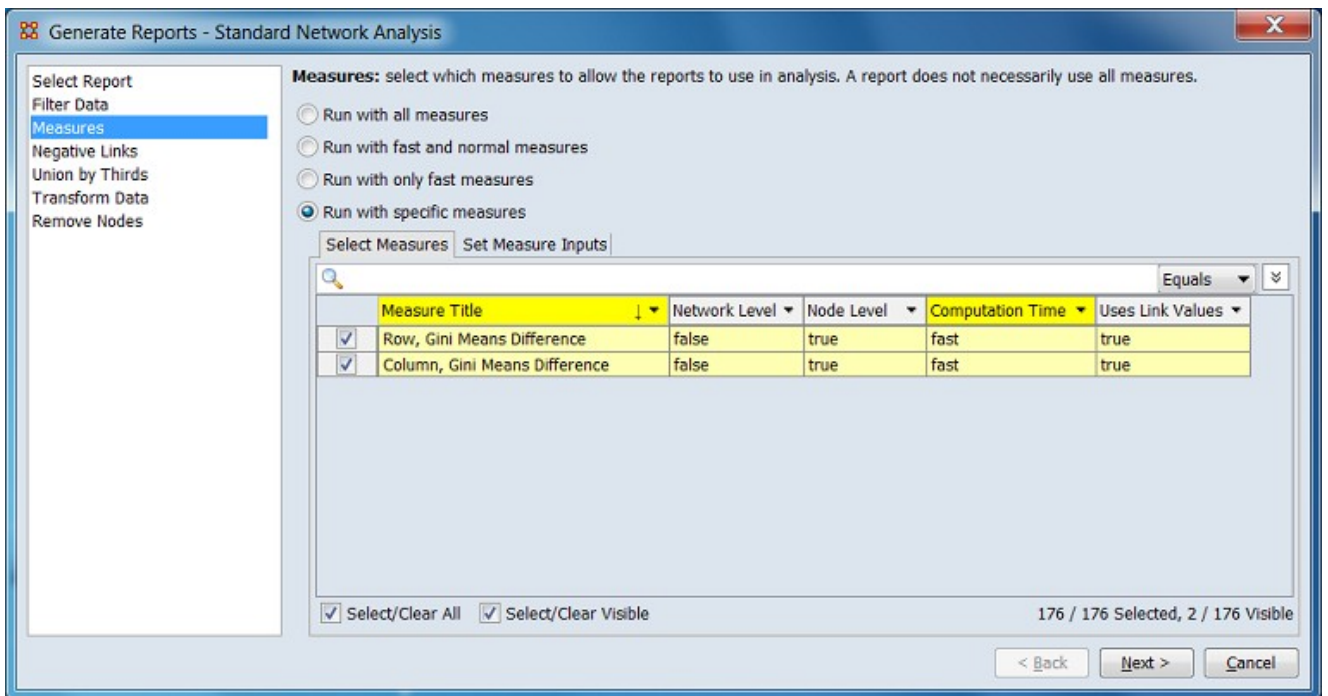 Generate Reports - Standard Network Analysis
Select Report
Filter Data
Measures
Negative Links
Union by Thirds
Transform Data
Remove Nodes
Measures: select which measures to allow the reports to use in analysis. A report does not necessarily use all measures.
Run with all measures
Run with fast and normal measures
Run with only fast measures
Run with specific measures
Select Measures Set Measure Inputs
Equals
Measure Title Network Level Node Level Computation Time Uses Link Values
Row, Gini Means Difference false true fast true
Column, Gini Means Difference false true fast true
Select/Clear All Select/Clear Visible 176 / 176 Selected, 2 / 176 Visible
< Back Next > Cancel